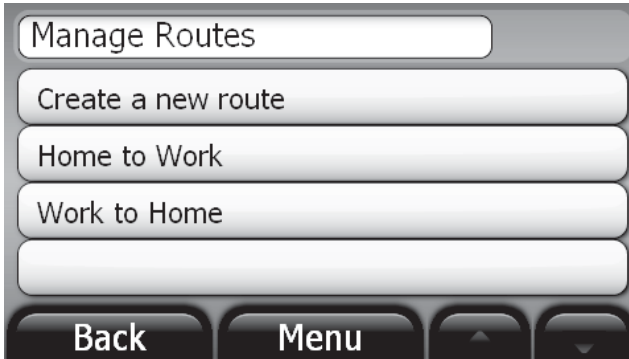 Manage Routes
Create a new route
Home to Work
Work to Home
Back Menu